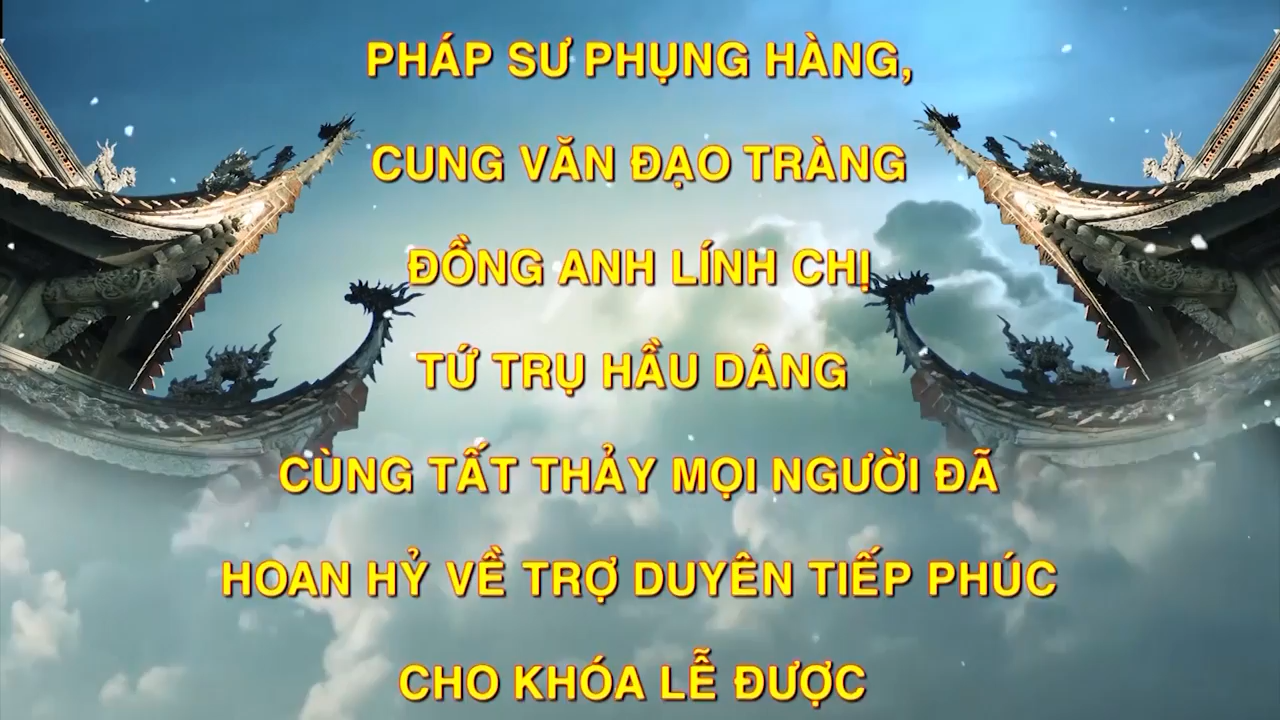 PHÁP SƯ PHỤNG HÀNG,
CUNG VĂN ĐẠO TRÀNG
ĐỒNG ANH LÍNH CHỊ
TỨ TRỤ HẦU DÂNG
CÙNG TẤT THẢY MỌI NGƯỜI ĐÃ
HOAN HỶ VỀ TRỢ DUYÊN TIẾP PHÚC
CHO KHÓA LỄ ĐƯỢC